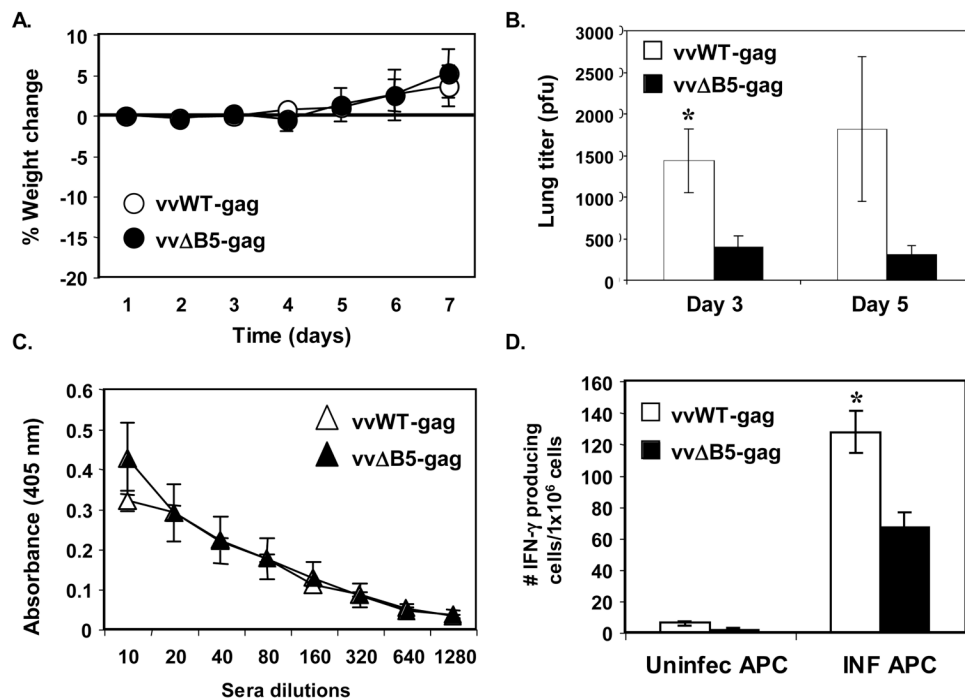 A.
% Weight change
10
5
0
-5
-10
-15
-20
vvWT-gag
vvΔB5-gag
1 2 3 4 5 6 7
Time (days)
B.
Lung titer (pfu)
3000
2500
2000
1500
1000
500
0
vvWT-gag
vvΔB5-gag
*
Day 3 Day 5
C.
Absorbance (405 nm)
0.6
0.5
0.4
0.3
0.2
0.1
0
vvWT-gag
vvΔB5-gag
10 20 40 80 160 320 640 1280
Sera dilutions
D.
# IFN-γ producing
cells/1x10⁶ cells
160
140
120
100
80
60
40
20
0
vvWT-gag
vvΔB5-gag
*
Uninfec APC INF APC